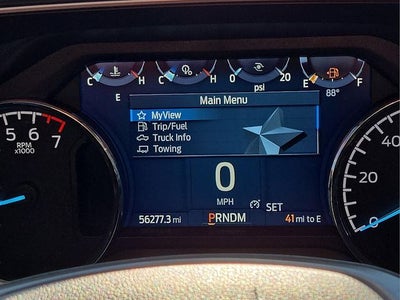 C H C H 0 20 E F
psi
E 88°
Main Menu
MyView
Trip/Fuel
Truck Info
Towing
5 6 7
RPM
x1000
0
MPH
SET
56277.3 mi PRNDM 41 mi to E
40
20
0